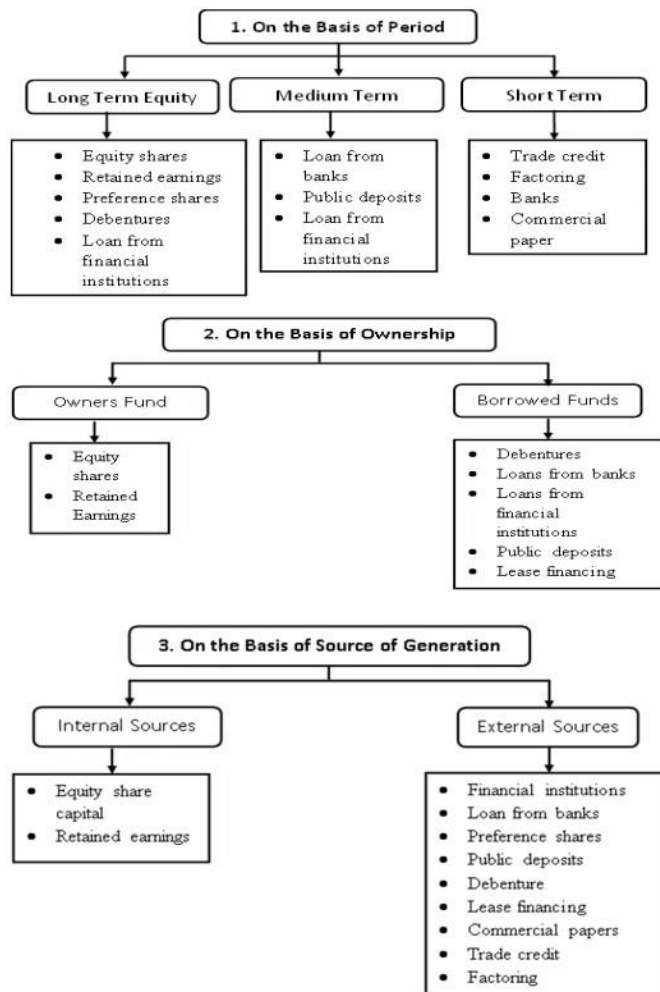 1. On the Basis of Period
Long Term Equity
Medium Term
Short Term
• Equity shares
• Retained earnings
• Preference shares
• Debentures
• Loan from
financial
institutions
• Loan from
banks
• Public deposits
• Loan from
financial
institutions
• Trade credit
• Factoring
• Banks
• Commercial
paper
2. On the Basis of Ownership
Owners Fund
Borrowed Funds
• Equity
shares
• Retained
Earnings
• Debentures
• Loans from banks
• Loans from
financial
institutions
• Public deposits
• Lease financing
3. On the Basis of Source of Generation
Internal Sources
External Sources
• Equity share
capital
• Retained earnings
• Financial institutions
• Loan from banks
• Preference shares
• Public deposits
• Debenture
• Lease financing
• Commercial papers
• Trade credit
• Factoring